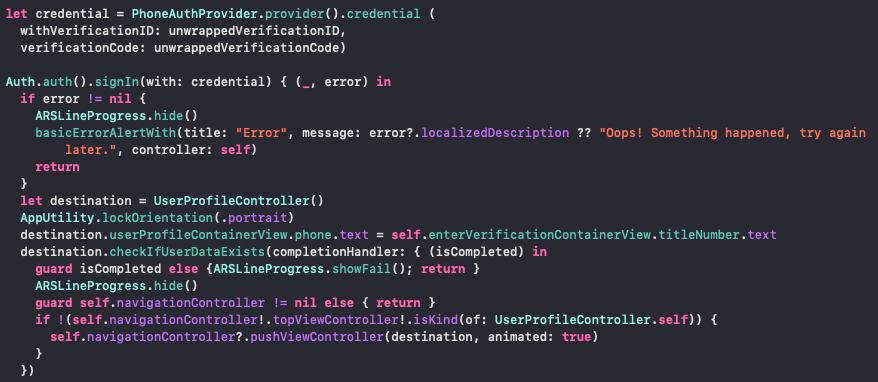 let credential = PhoneAuthProvider.provider().credential (
  withVerificationID: unwrappedVerificationID,
  verificationCode: unwrappedVerificationCode)

Auth.auth().signIn(with: credential) { (_, error) in
  if error != nil {
    ARSLineProgress.hide()
    basicErrorAlertWith(title: "Error", message: error?.localizedDescription ?? "Oops! Something happened, try again
        later.", controller: self)
    return
  }
  let destination = UserProfileController()
  AppUtility.lockOrientation(.portrait)
  destination.userProfileContainerView.phone.text = self.enterVerificationContainerView.titleNumber.text
  destination.checkIfUserDataExists(completionHandler: { (isCompleted) in
    guard isCompleted else {ARSLineProgress.showFail(); return }
    ARSLineProgress.hide()
    guard self.navigationController != nil else { return }
    if !(self.navigationController!.topViewController!.isKind(of: UserProfileController.self)) {
      self.navigationController?.pushViewController(destination, animated: true)
    }
  })